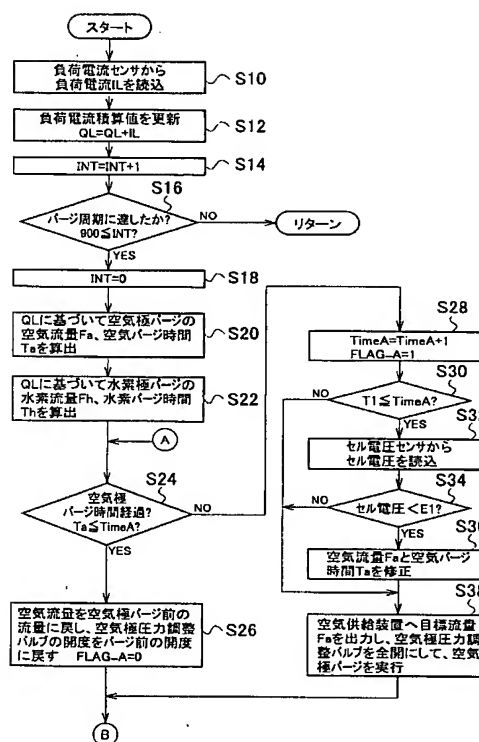 スタート
負荷電流センサから
負荷電流ILを読込
S10
負荷電流積算値を更新
QL=QL+IL
S12
INT=INT+1
S14
S16
パージ周期に達したか?
900≦INT?
NO
リターン
YES
INT=0
S18
QLに基づいて空気極パージの
空気流量Fa、空気パージ時間
Taを算出
S20
QLに基づいて水素極パージの
水素流量Fh、水素パージ時間
Thを算出
S22
A
S24
空気極
パージ時間経過?
Ta≦TimeA?
NO
YES
空気流量を空気極パージ前の
流量に戻し、空気極圧力調整
バルブの開度をパージ前の開度
に戻す FLAG-A=0
S26
B
S28
TimeA=TimeA+1
FLAG-A=1
S30
T1≦TimeA?
NO
YES
セル電圧センサから
セル電圧を読込
S34
セル電圧<E1?
NO
YES
空気流量Faと空気パージ
時間Taを修正
S38
空気供給装置へ目標流量
Faを出力し、空気極圧力調
整バルブを全開にして、空気
極パージを実行